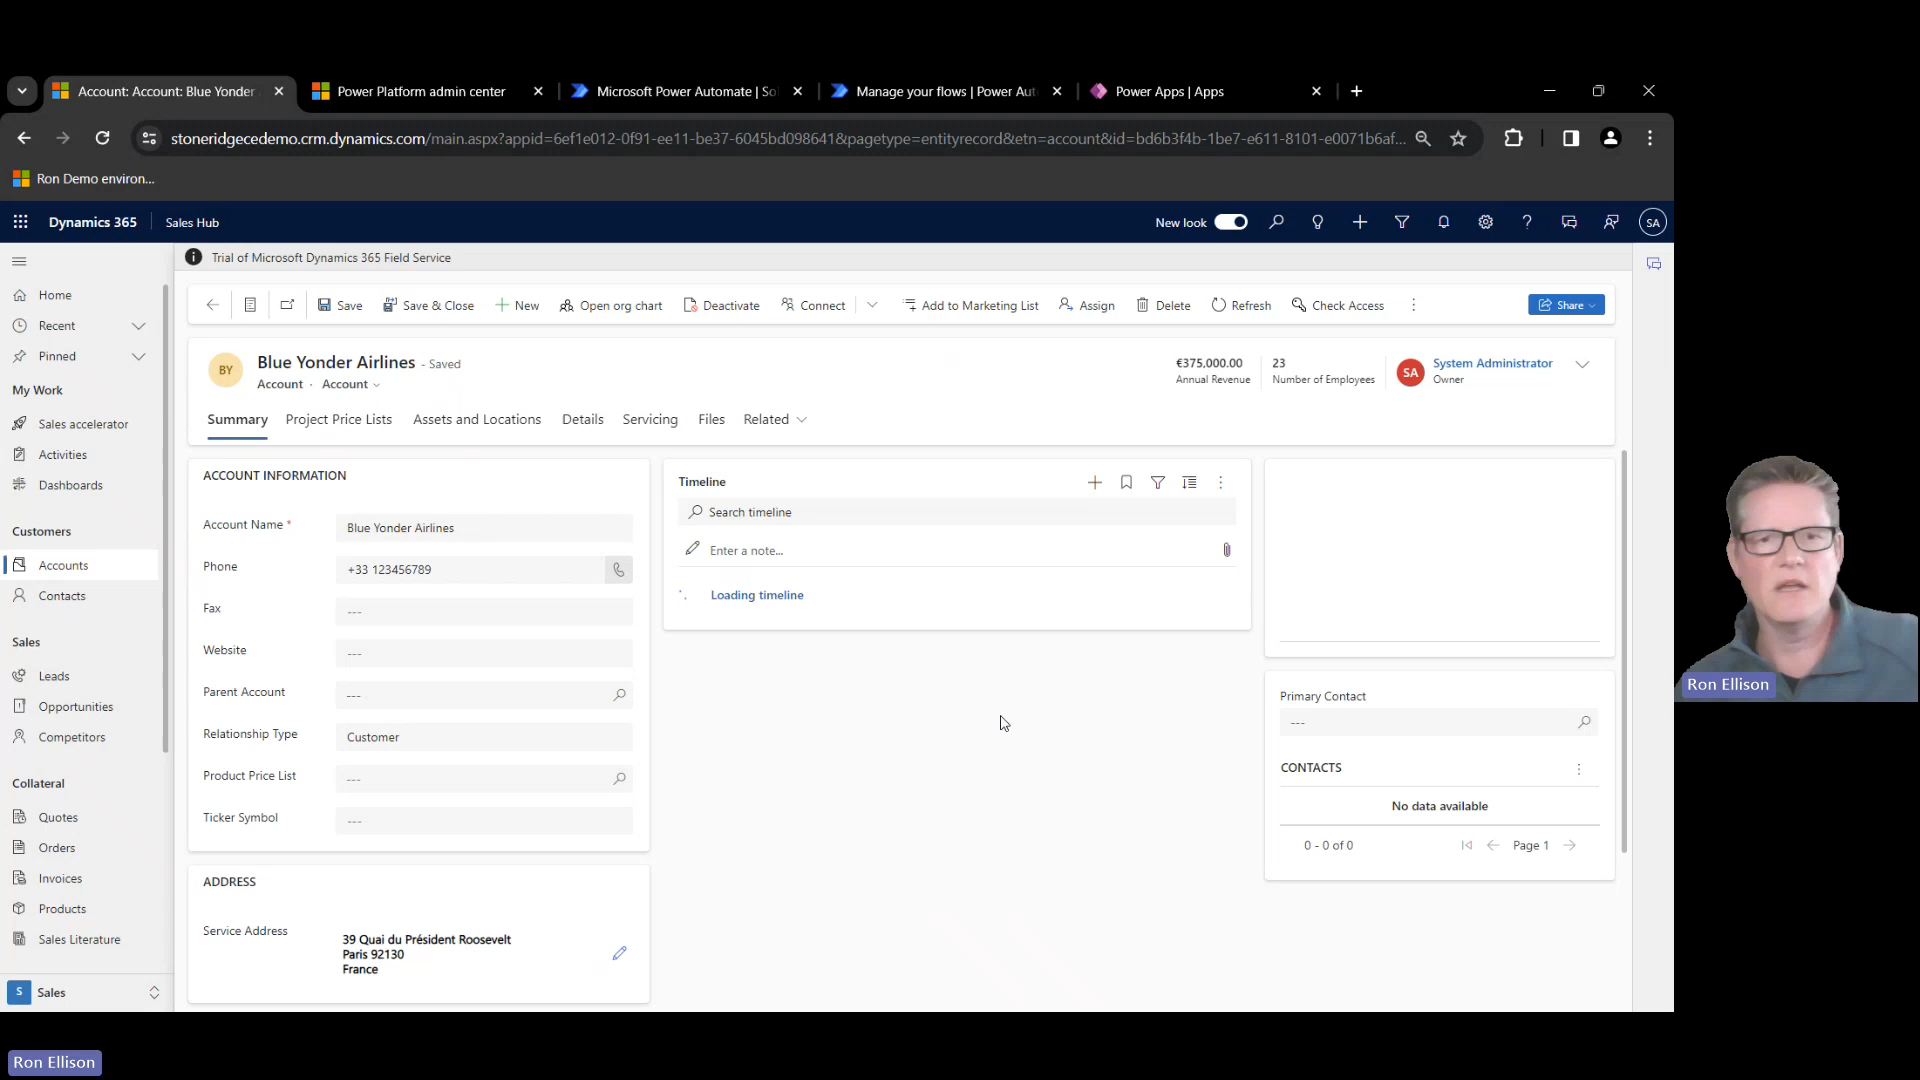 Account: Account: Blue Yonder
Power Platform admin center
Microsoft Power Automate | So
Manage your flows | Power Aut
Power Apps | Apps
stoneridgecedemo.crm.dynamics.com/main.aspx?appid=6ef1e012-0f91-ee11-be37-6045bd098641&pagetype=entityrecord&etn=account&id=bd6b3f4b-1be7-e611-8101-e0071b6af...
Ron Demo environ...
Dynamics 365
Sales Hub
New look
SA
Trial of Microsoft Dynamics 365 Field Service
Home
Recent
Pinned
My Work
Sales accelerator
Activities
Dashboards
Customers
Accounts
Contacts
Sales
Leads
Opportunities
Competitors
Collateral
Quotes
Orders
Invoices
Products
Sales Literature
S Sales
Save
Save & Close
New
Open org chart
Deactivate
Connect
Add to Marketing List
Assign
Delete
Refresh
Check Access
Share
BY
Blue Yonder Airlines - Saved
Account · Account
€375,000.00
Annual Revenue
23
Number of Employees
SA
System Administrator
Owner
Summary
Project Price Lists
Assets and Locations
Details
Servicing
Files
Related
ACCOUNT INFORMATION
Account Name * Blue Yonder Airlines
Phone +33 123456789
Fax ---
Website ---
Parent Account ---
Relationship Type Customer
Product Price List ---
Ticker Symbol ---
ADDRESS
Service Address
39 Quai du Président Roosevelt
Paris 92130
France
Timeline
Search timeline
Enter a note...
Loading timeline
Primary Contact
---
CONTACTS
No data available
0 - 0 of 0
Page 1
Ron Ellison
Ron Ellison